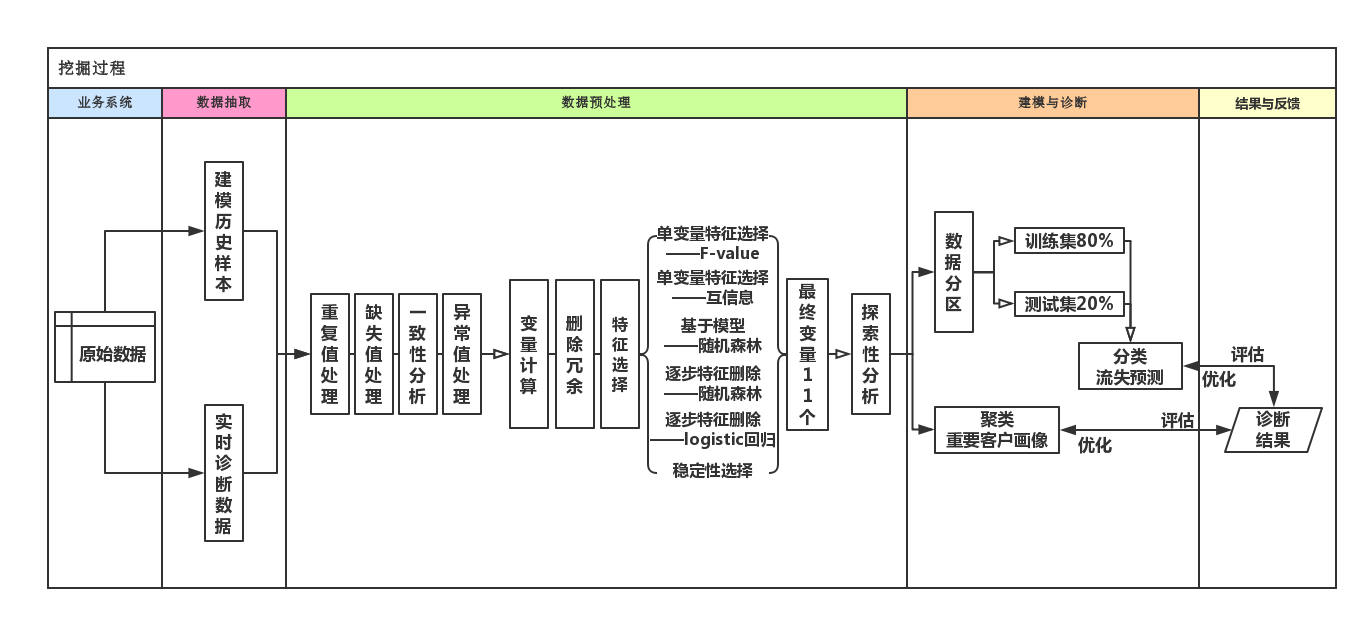 挖掘过程
业务系统
数据抽取
数据预处理
建模与诊断
结果与反馈
原始数据
建模历史样本
实时诊断数据
重复值处理
缺失值处理
一致性分析
异常值处理
变量计算
删除冗余
特征选择
单变量特征选择
——F-value
单变量特征选择
——互信息
基于模型
——随机森林
逐步特征删除
——随机森林
逐步特征删除
——logistic回归
稳定性选择
最终变量11个
探索性分析
数据分区
训练集80%
测试集20%
分类
流失预测
聚类
重要客户画像
评估
优化
评估
优化
诊断
结果